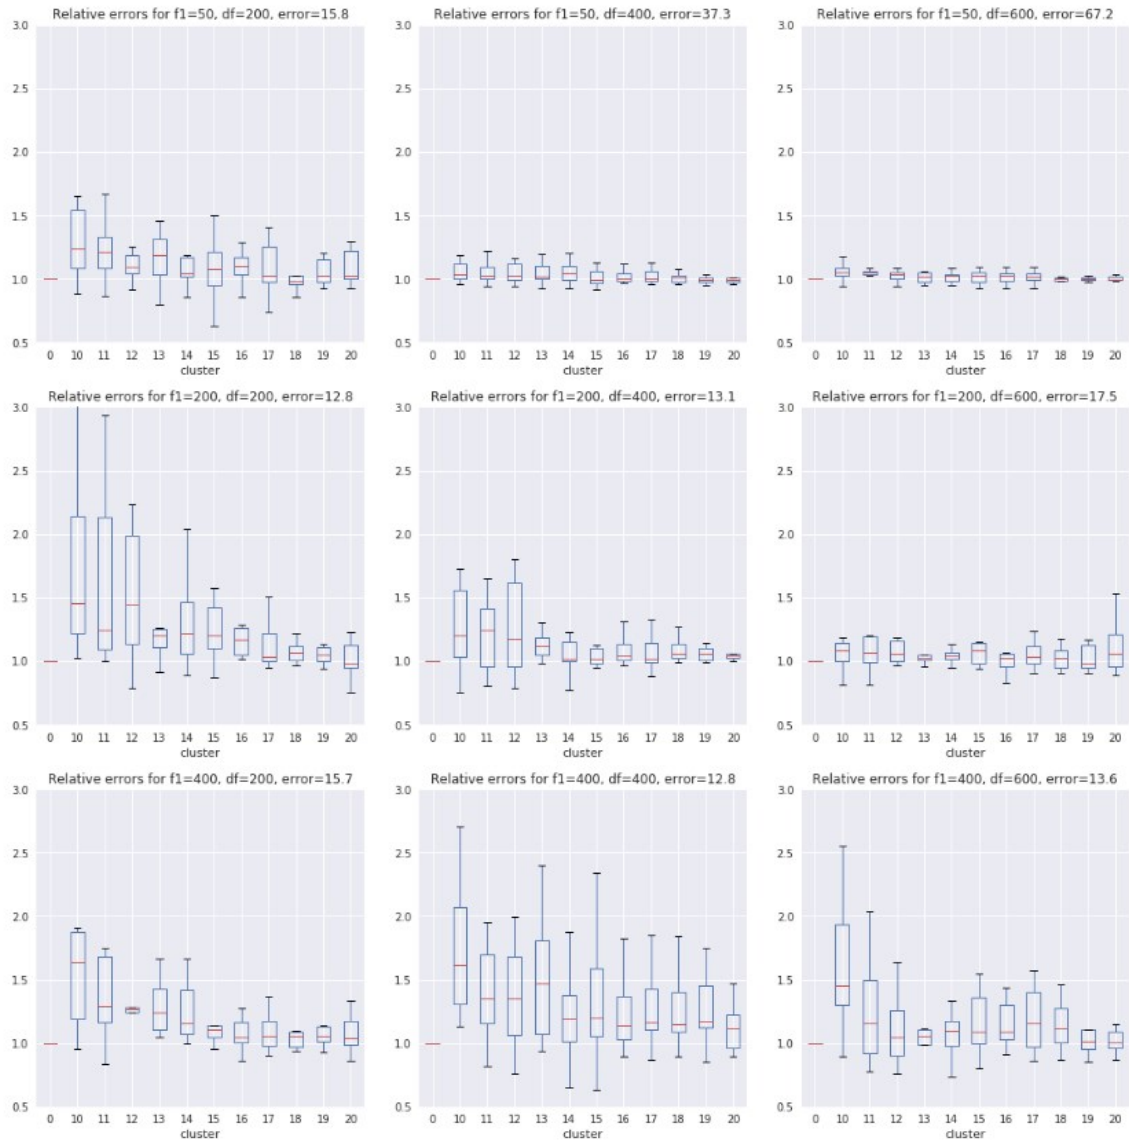 Relative errors for f1=50, df=200, error=15.8
3.0
2.5
2.0
1.5
1.0
0.5
0 10 11 12 13 14 15 16 17 18 19 20
cluster
Relative errors for f1=50, df=400, error=37.3
3.0
2.5
2.0
1.5
1.0
0.5
0 10 11 12 13 14 15 16 17 18 19 20
cluster
Relative errors for f1=50, df=600, error=67.2
3.0
2.5
2.0
1.5
1.0
0.5
0 10 11 12 13 14 15 16 17 18 19 20
cluster
Relative errors for f1=200, df=200, error=12.8
3.0
2.5
2.0
1.5
1.0
0.5
0 10 11 12 13 14 15 16 17 18 19 20
cluster
Relative errors for f1=200, df=400, error=13.1
3.0
2.5
2.0
1.5
1.0
0.5
0 10 11 12 13 14 15 16 17 18 19 20
cluster
Relative errors for f1=200, df=600, error=17.5
3.0
2.5
2.0
1.5
1.0
0.5
0 10 11 12 13 14 15 16 17 18 19 20
cluster
Relative errors for f1=400, df=200, error=15.7
3.0
2.5
2.0
1.5
1.0
0.5
0 10 11 12 13 14 15 16 17 18 19 20
cluster
Relative errors for f1=400, df=400, error=12.8
3.0
2.5
2.0
1.5
1.0
0.5
0 10 11 12 13 14 15 16 17 18 19 20
cluster
Relative errors for f1=400, df=600, error=13.6
3.0
2.5
2.0
1.5
1.0
0.5
0 10 11 12 13 14 15 16 17 18 19 20
cluster